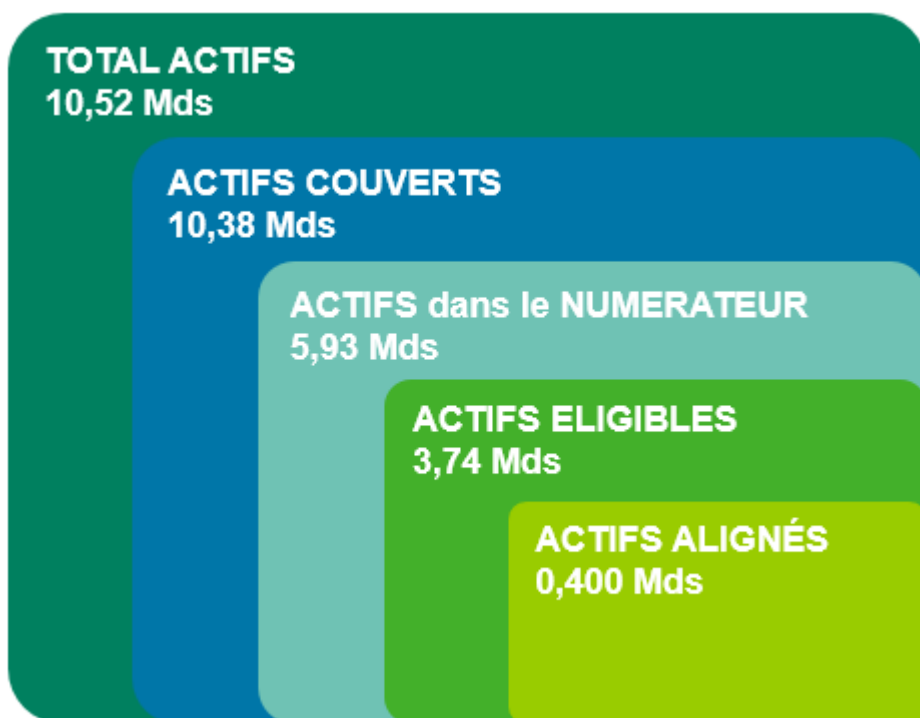 TOTAL ACTIFS
10,52 Mds
ACTIFS COUVERTS
10,38 Mds
ACTIFS dans le NUMERATEUR
5,93 Mds
ACTIFS ELIGIBLES
3,74 Mds
ACTIFS ALIGNÉS
0,400 Mds